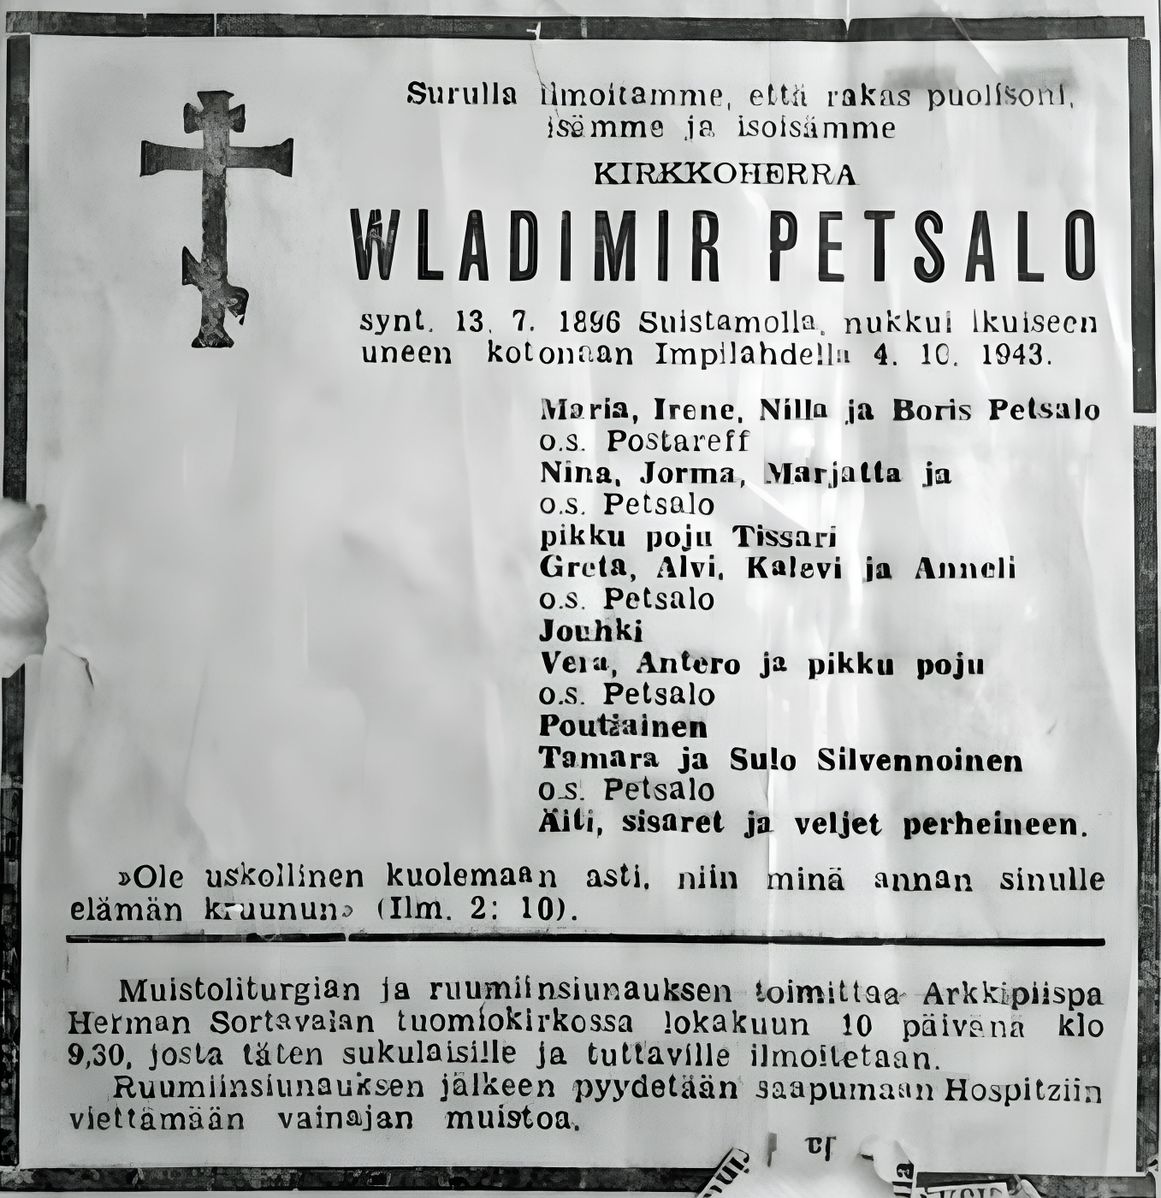 Surulla ilmoitamme, että rakas puolisoni,
isämme ja isoisämme
KIRKKOHERRA
WLADIMIR PETSALO
synt. 13. 7. 1896 Suistamolla, nukkui ikuiseen
uneen kotonaan Impilahdella 4. 10. 1943.
Maria, Irene, Nilla ja Boris Petsalo
o.s. Postareff
Nina, Jorma, Marjatta ja
o.s. Petsalo
pikku poju Tissari
Greta, Alvi, Kalevi ja Anneli
o.s. Petsalo
Jouhki
Vera, Antero ja pikku poju
o.s. Petsalo
Poutiainen
Tamara ja Sulo Silvennoinen
o.s. Petsalo
Äiti, sisaret ja veljet perheineen.
»Ole uskollinen kuolemaan asti, niin minä annan sinulle
elämän kruunun» (Ilm. 2: 10).
Muistoliturgian ja ruumiinsiunauksen toimittaa Arkkipiispa
Herman Sortavalan tuomiokirkossa lokakuun 10 päivänä klo
9,30, josta täten sukulaisille ja tuttaville ilmoitetaan.
Ruumiinsiunauksen jälkeen pyydetään saapumaan Hospitziin
viettämään vainajan muistoa.